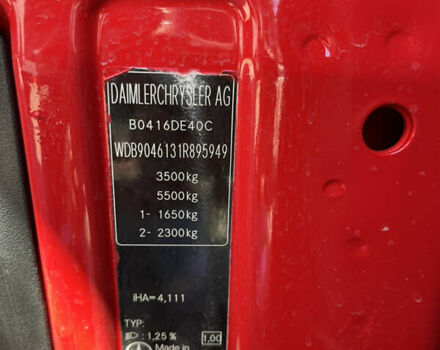 DAIMLERCHRYSLER AG
B0416DE40C
WDB9046131R895949
3500kg
5500kg
1- 1650kg
2- 2300kg
iHA=4,111
TYP:
: 1,25 % 1.00
Made in